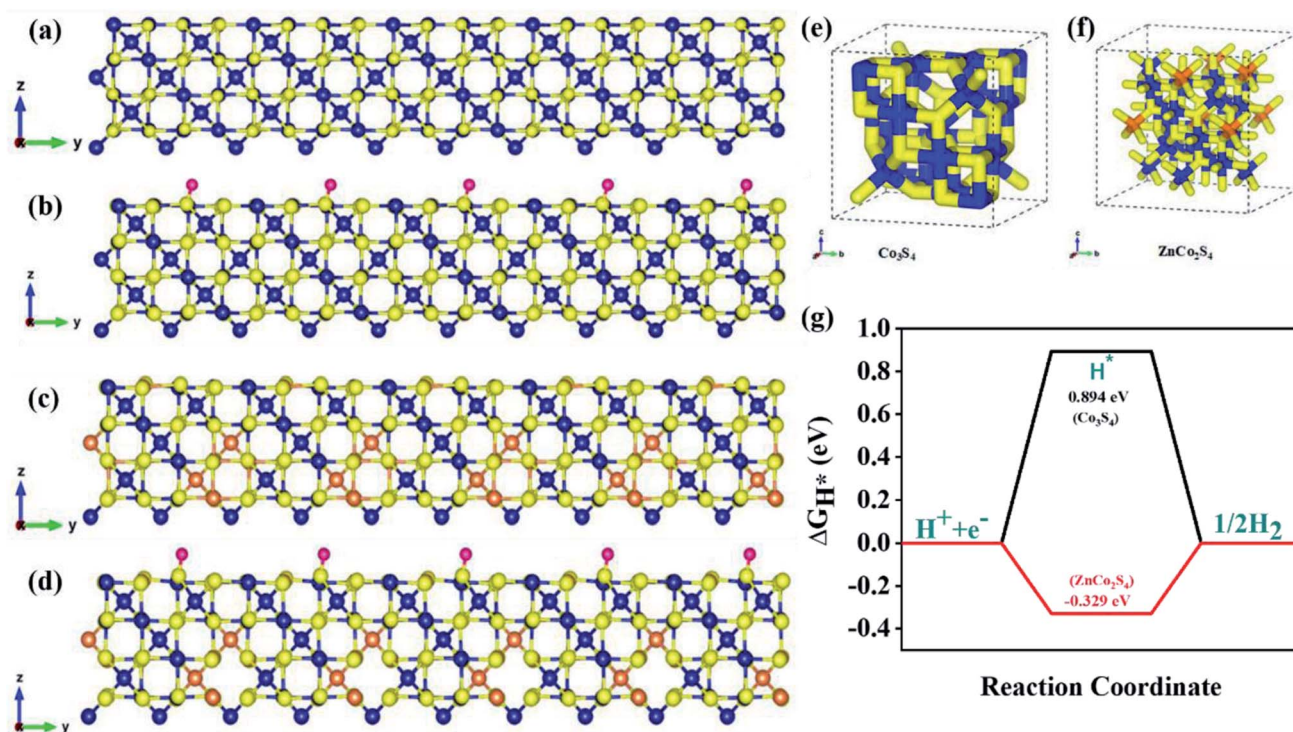 (a)
z
x
y
(b)
z
x
y
(c)
z
x
y
(d)
z
x
y
(e)
c
a
b
Co₃S₄
(f)
c
a
b
ZnCo₂S₄
(g)
ΔG_H* (eV)
1.0
0.8
0.6
0.4
0.2
0.0
-0.2
-0.4
H*
0.894 eV
(Co₃S₄)
H⁺+e⁻
1/2H₂
(ZnCo₂S₄)
-0.329 eV
Reaction Coordinate